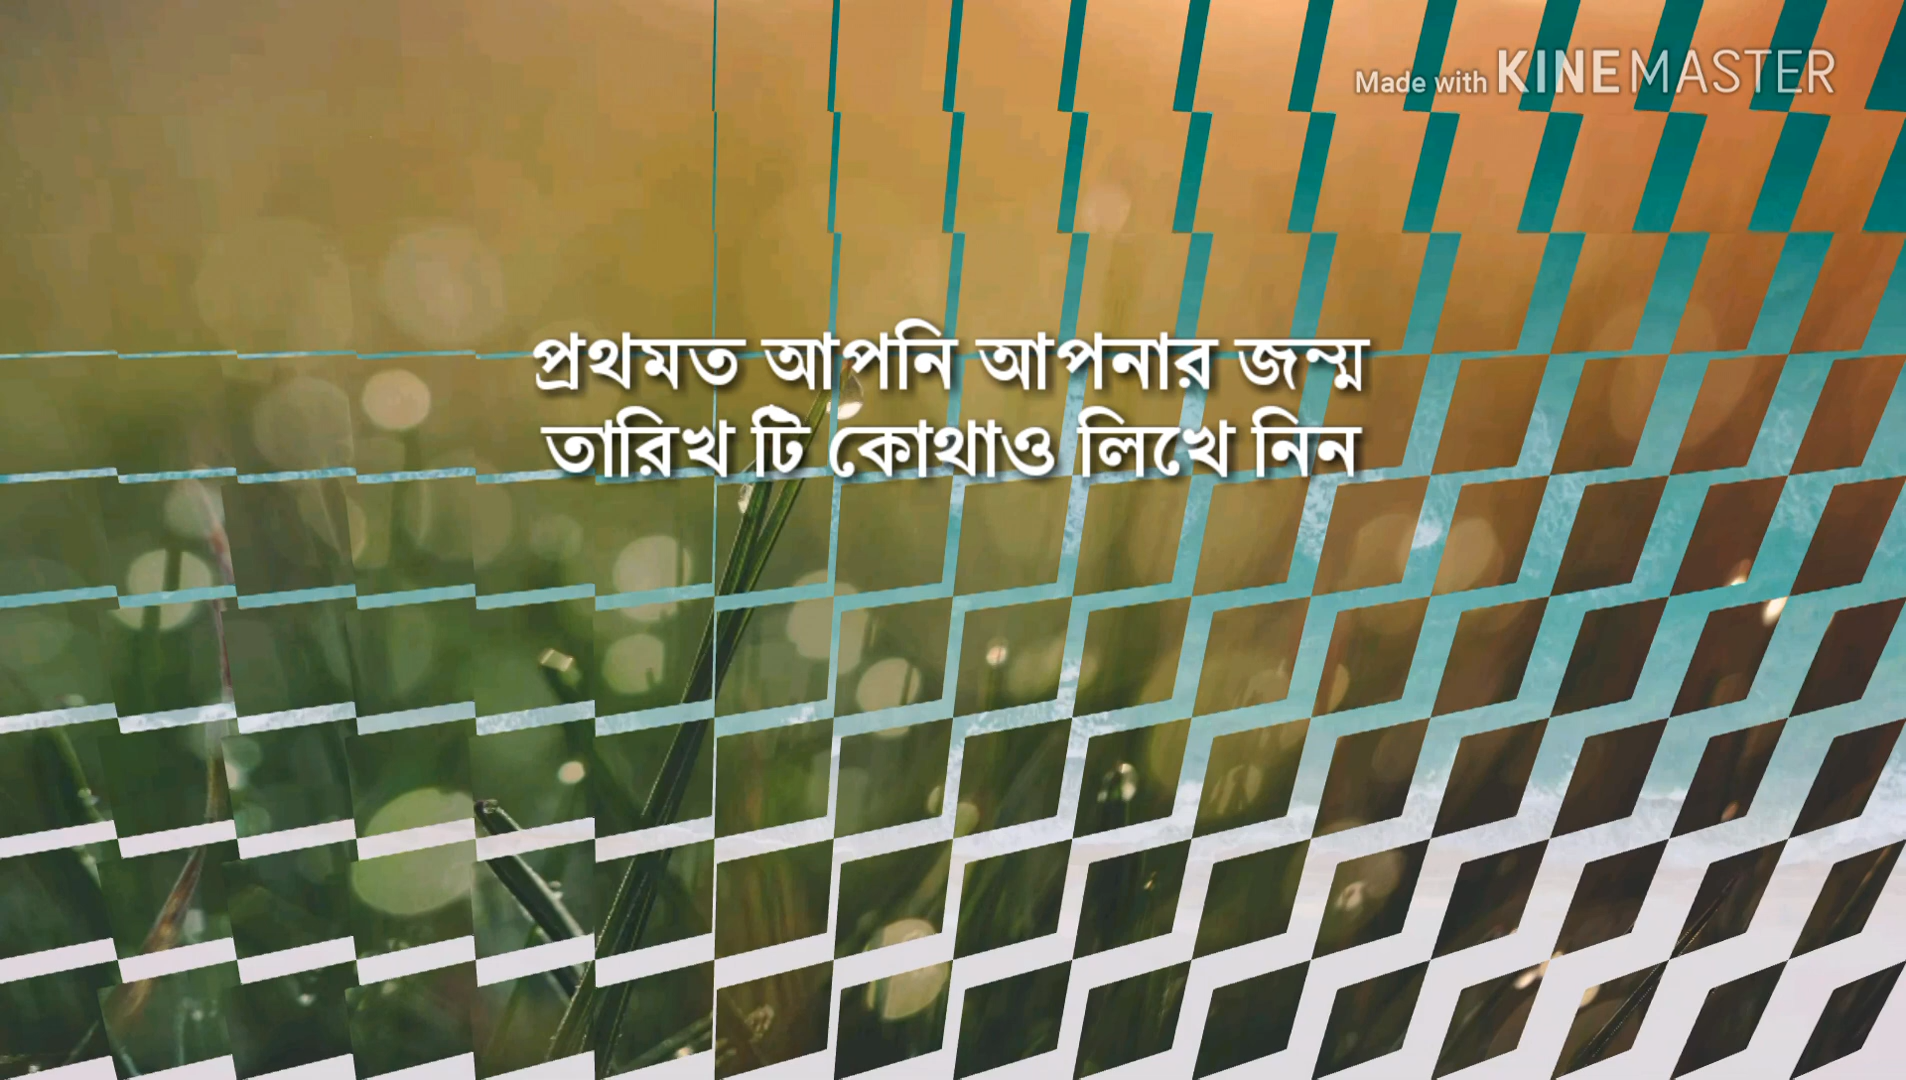 Made with KINEMASTER
প্রথমত আপনি আপনার জন্ম
তারিখ টি কোথাও লিখে নিন